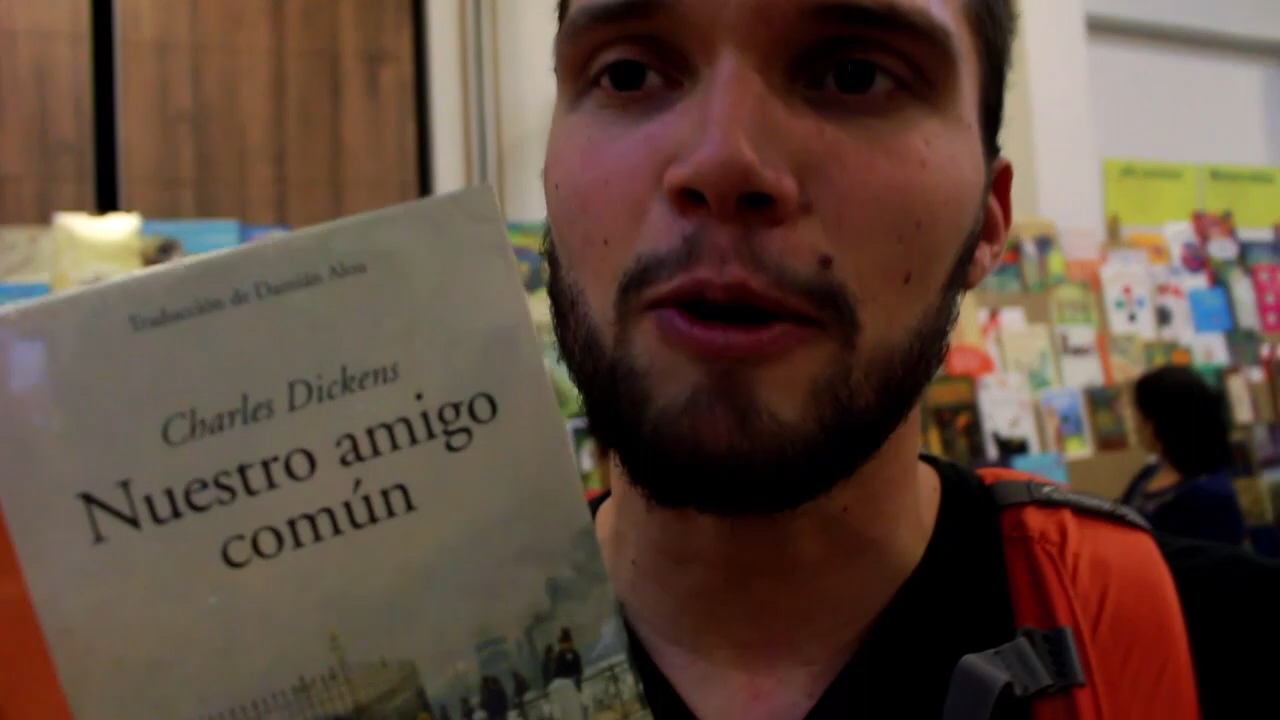 Traducción de Damián Alou
Charles Dickens
Nuestro amigo
común